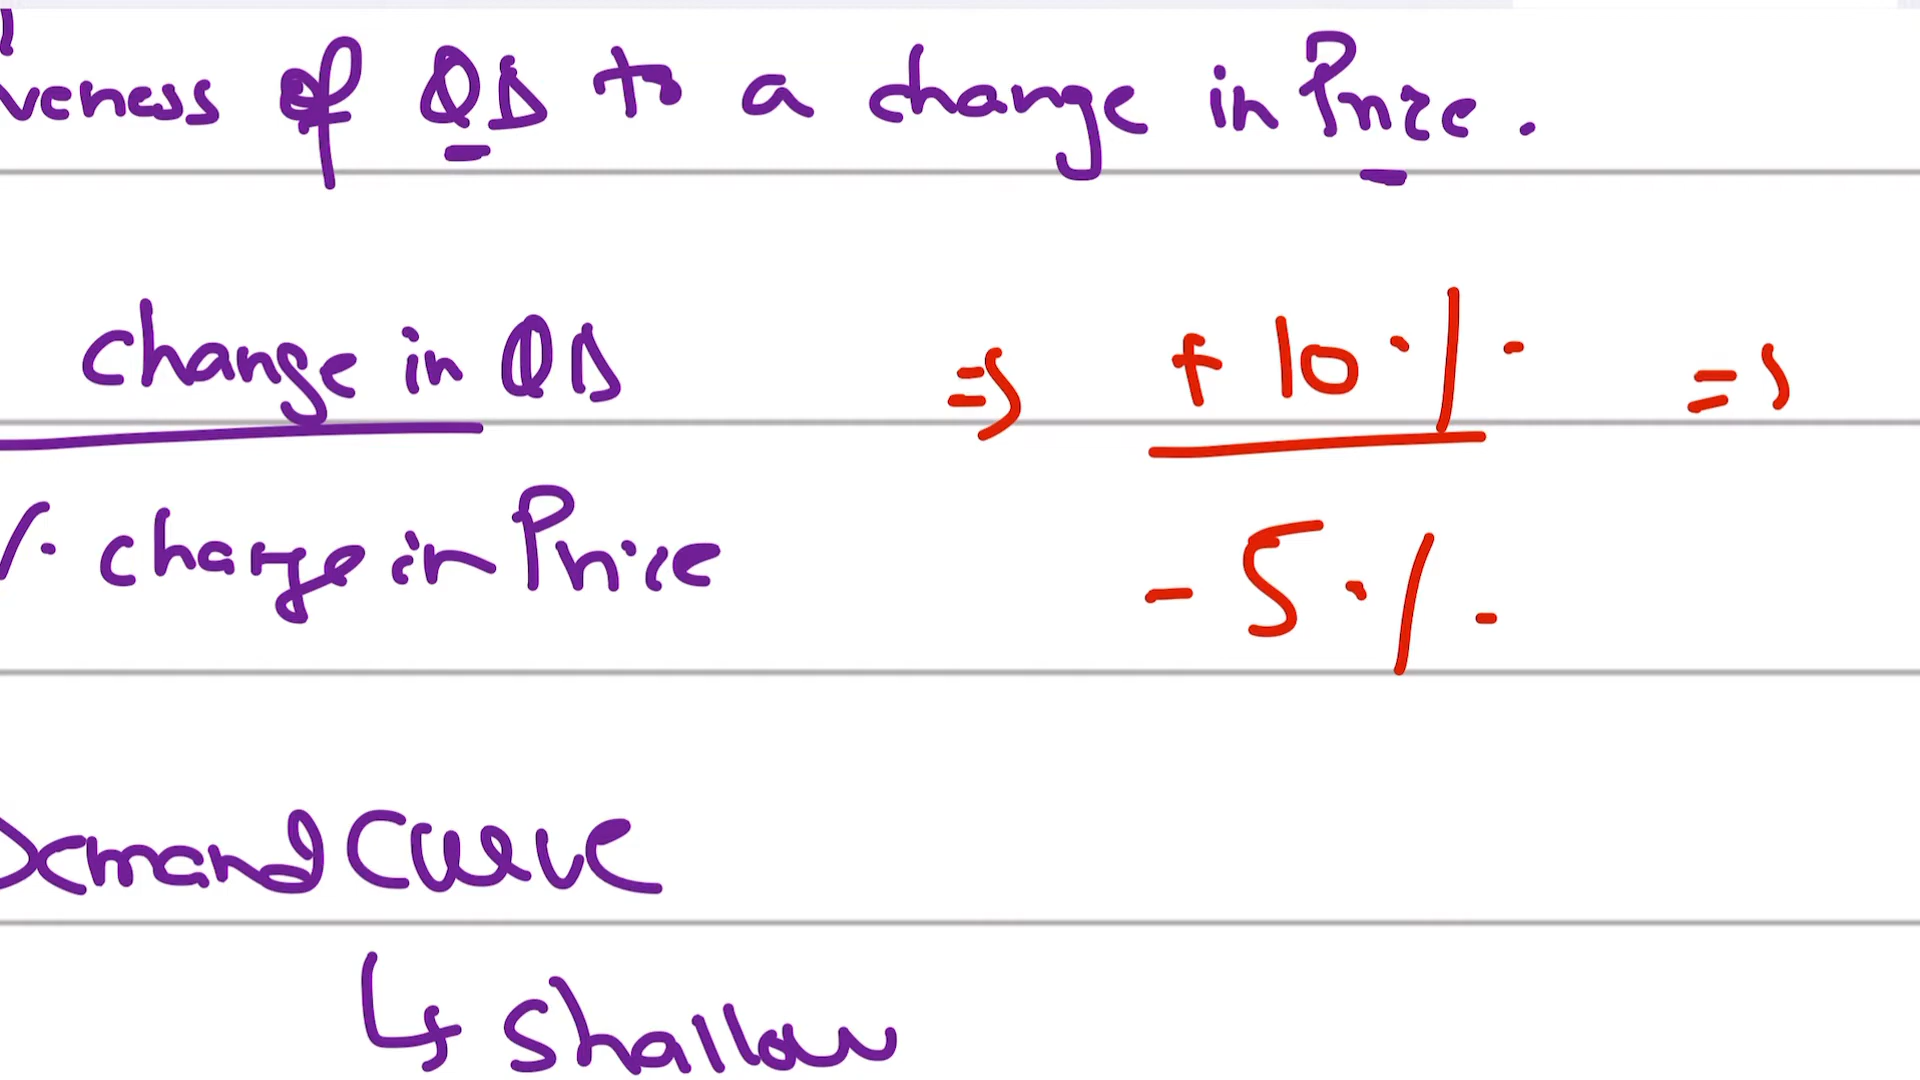 veness of QD to a change in Price.
change in QD => + 10 % =>
% change in Price - 5 %
Demand Curve
↳ shallow